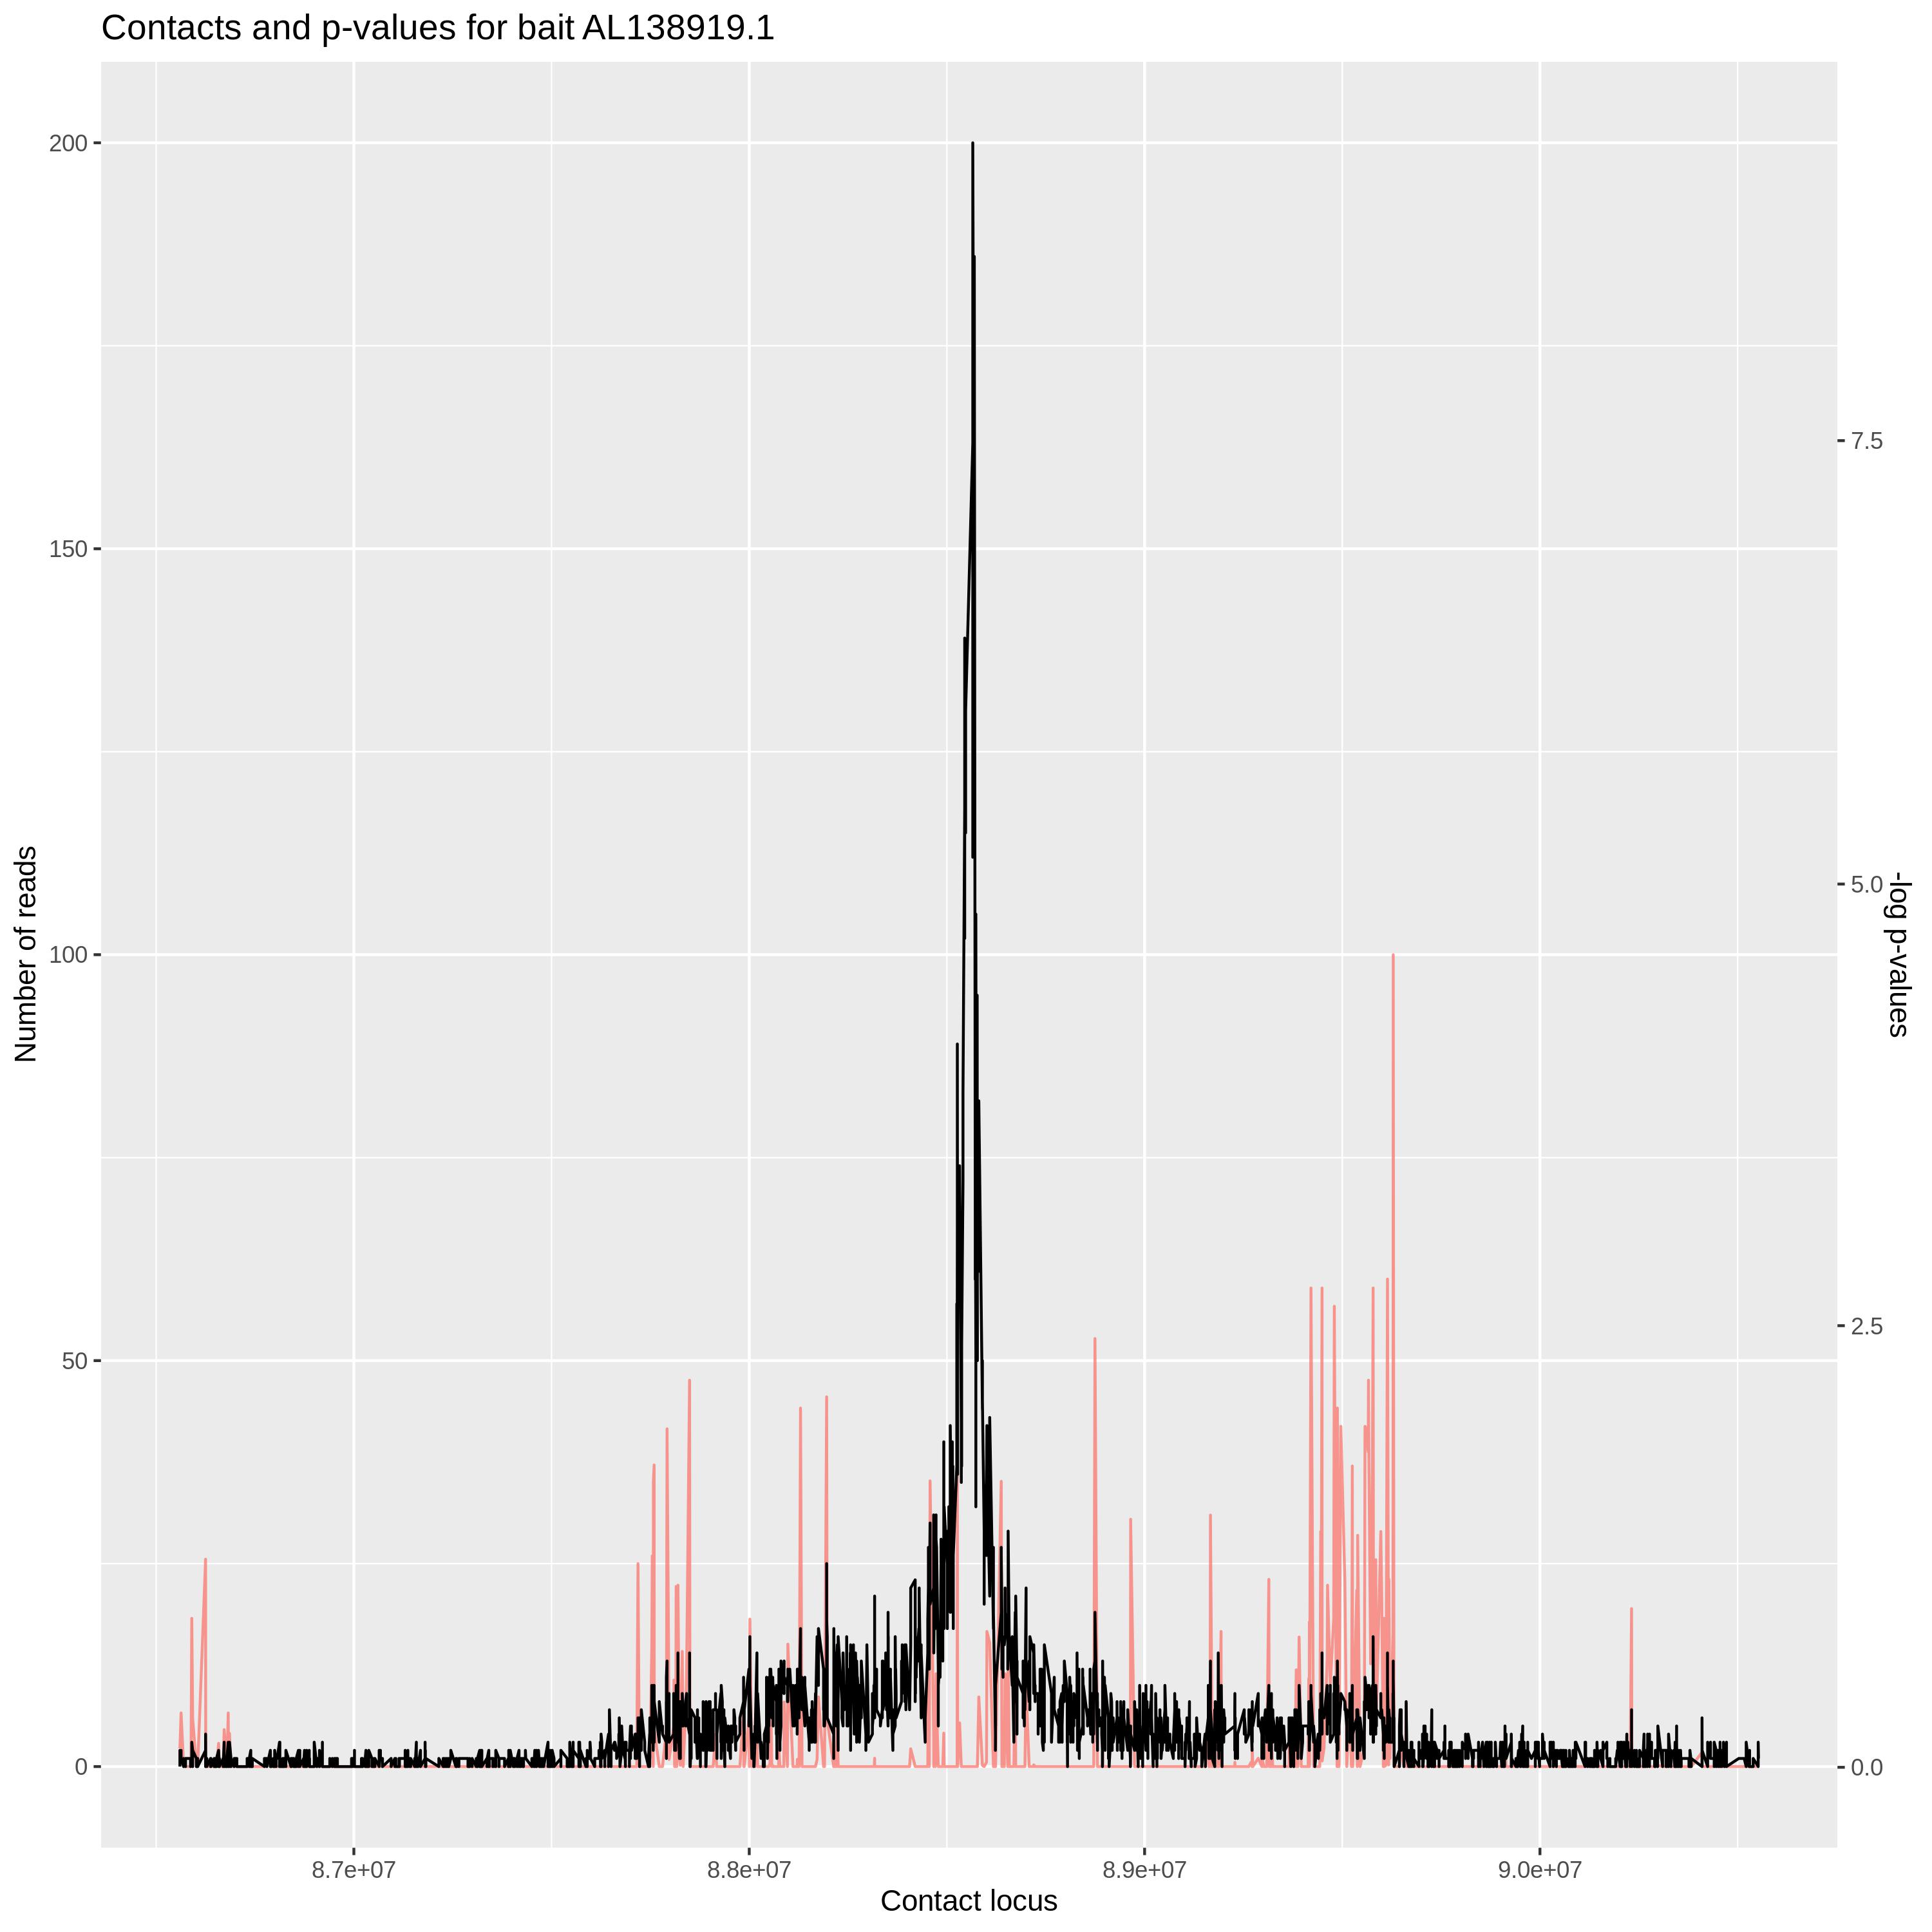 Contacts and p-values for bait AL138919.1
Number of reads
200
150
100
50
0
7.5
5.0
2.5
0.0
-log p-values
8.7e+07
8.8e+07
8.9e+07
9.0e+07
Contact locus